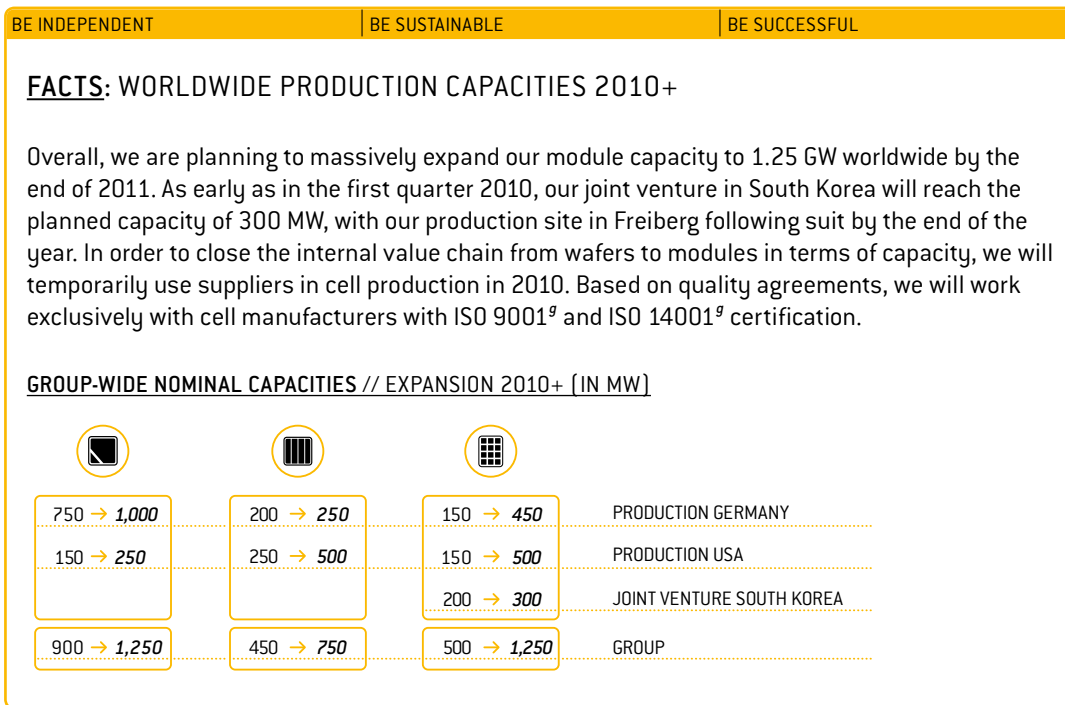 BE INDEPENDENT BE SUSTAINABLE BE SUCCESSFUL
FACTS: WORLDWIDE PRODUCTION CAPACITIES 2010+
Overall, we are planning to massively expand our module capacity to 1.25 GW worldwide by the
end of 2011. As early as in the first quarter 2010, our joint venture in South Korea will reach the
planned capacity of 300 MW, with our production site in Freiberg following suit by the end of the
year. In order to close the internal value chain from wafers to modules in terms of capacity, we will
temporarily use suppliers in cell production in 2010. Based on quality agreements, we will work
exclusively with cell manufacturers with ISO 9001g and ISO 14001g certification.
GROUP-WIDE NOMINAL CAPACITIES // EXPANSION 2010+ (IN MW)
750 → 1,000 200 → 250 150 → 450 PRODUCTION GERMANY
150 → 250 250 → 500 150 → 500 PRODUCTION USA
200 → 300 JOINT VENTURE SOUTH KOREA
900 → 1,250 450 → 750 500 → 1,250 GROUP